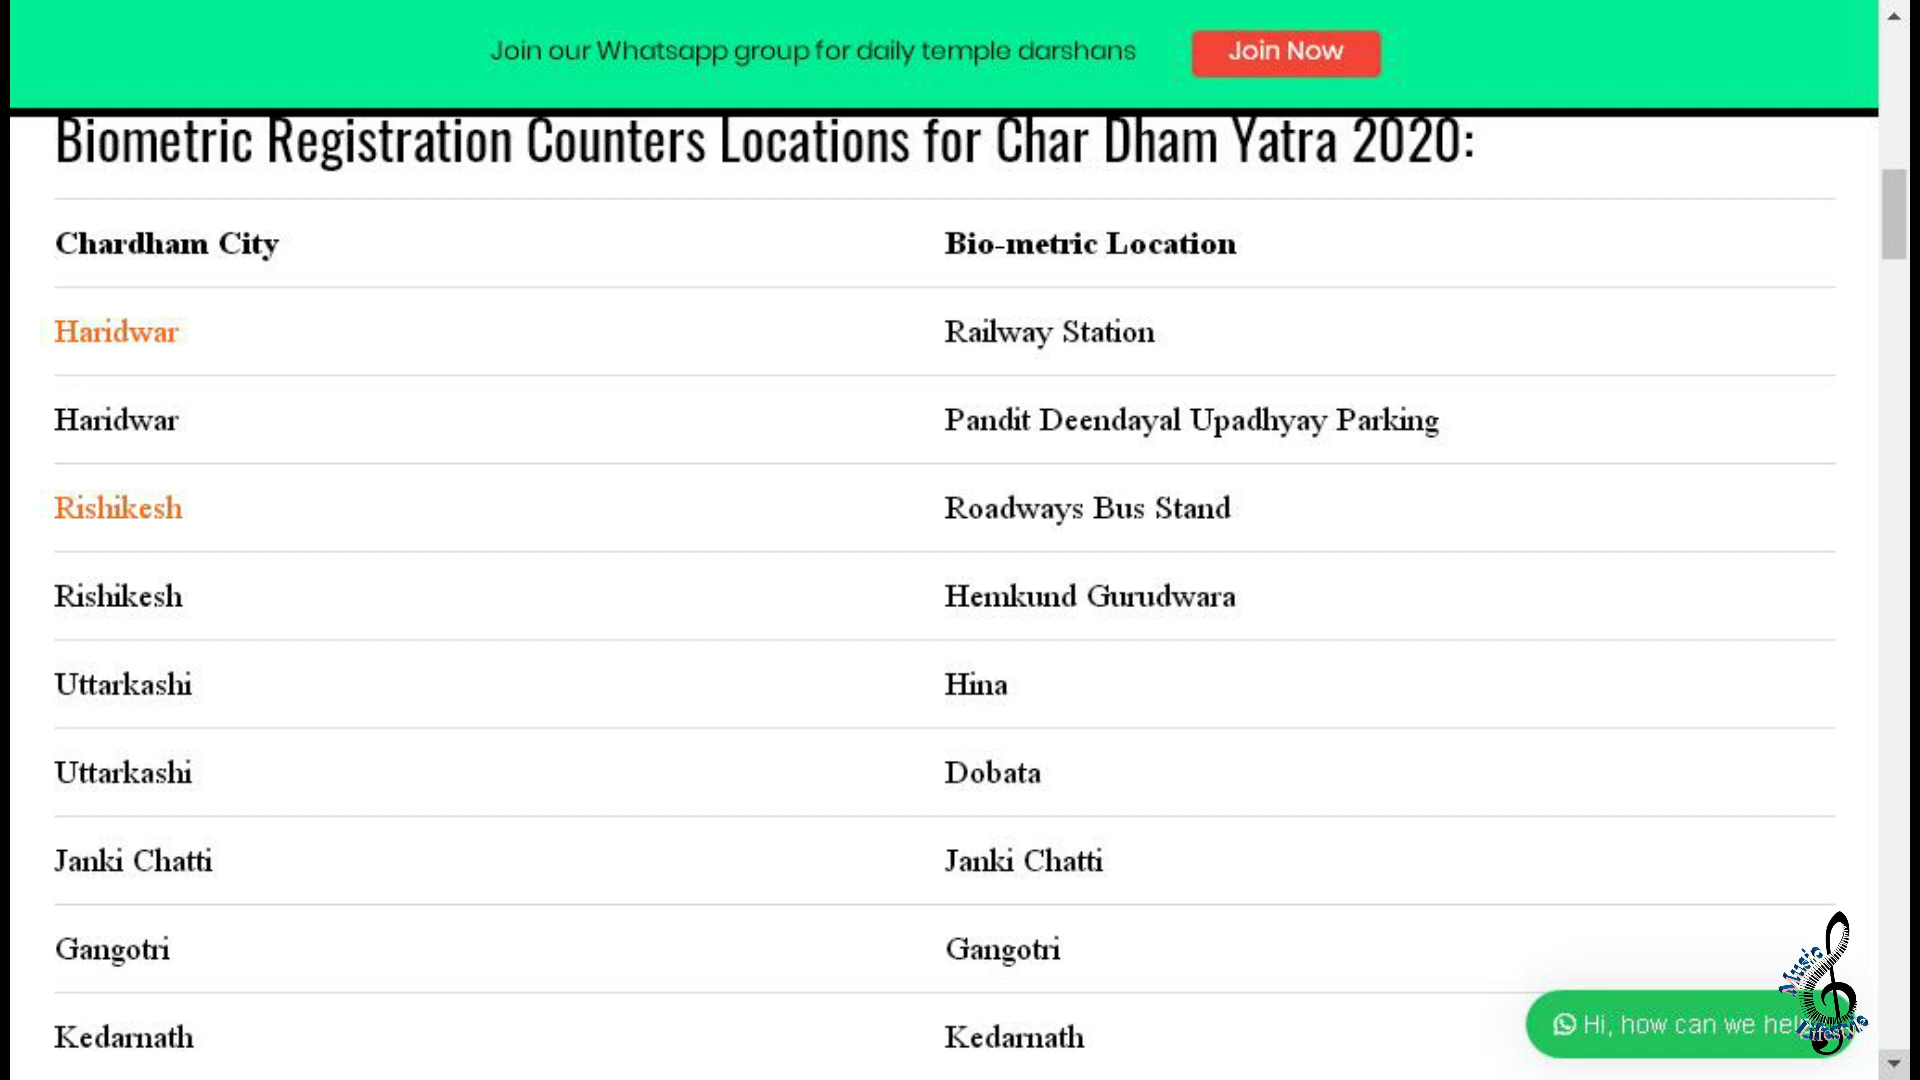 Join our Whatsapp group for daily temple darshans Join Now
Biometric Registration Counters Locations for Char Dham Yatra 2020:
Chardham City Bio-metric Location
Haridwar Railway Station
Haridwar Pandit Deendayal Upadhyay Parking
Rishikesh Roadways Bus Stand
Rishikesh Hemkund Gurudwara
Uttarkashi Hina
Uttarkashi Dobata
Janki Chatti Janki Chatti
Gangotri Gangotri
Music
Hi, how can we
Kedarnath Kedarnath